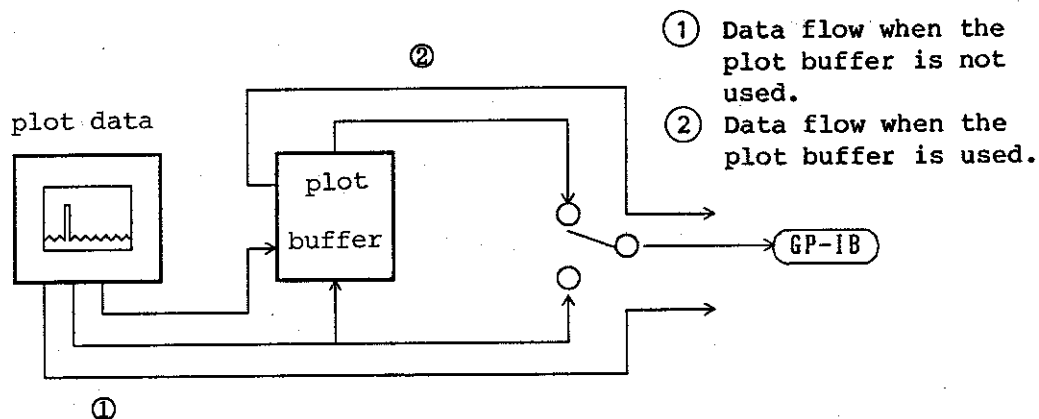 ① Data flow when the
plot buffer is not
used.
② Data flow when the
plot buffer is used.
②
plot data
plot
buffer
GP-IB
①